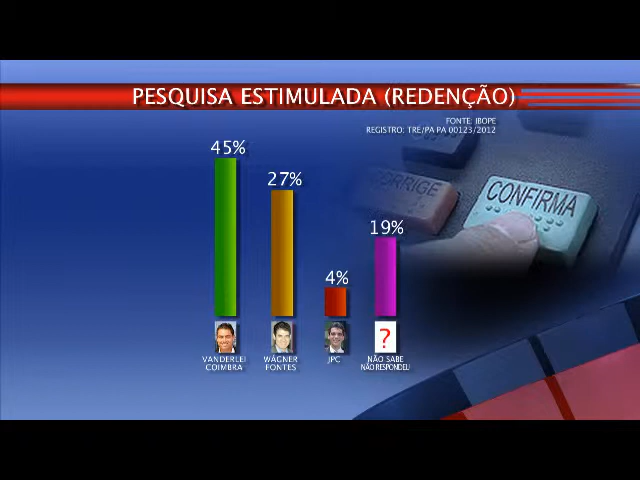 PESQUISA ESTIMULADA (REDENÇÃO)
FONTE: IBOPE
REGISTRO: TRE/PA PA 00123/2012
CORRIGE
CONFIRMA
45%
27%
4%
19%
?
VANDERLEI
COIMBRA
WÁGNER
FONTES
JPC
NÃO SABE
NÃO RESPONDEU